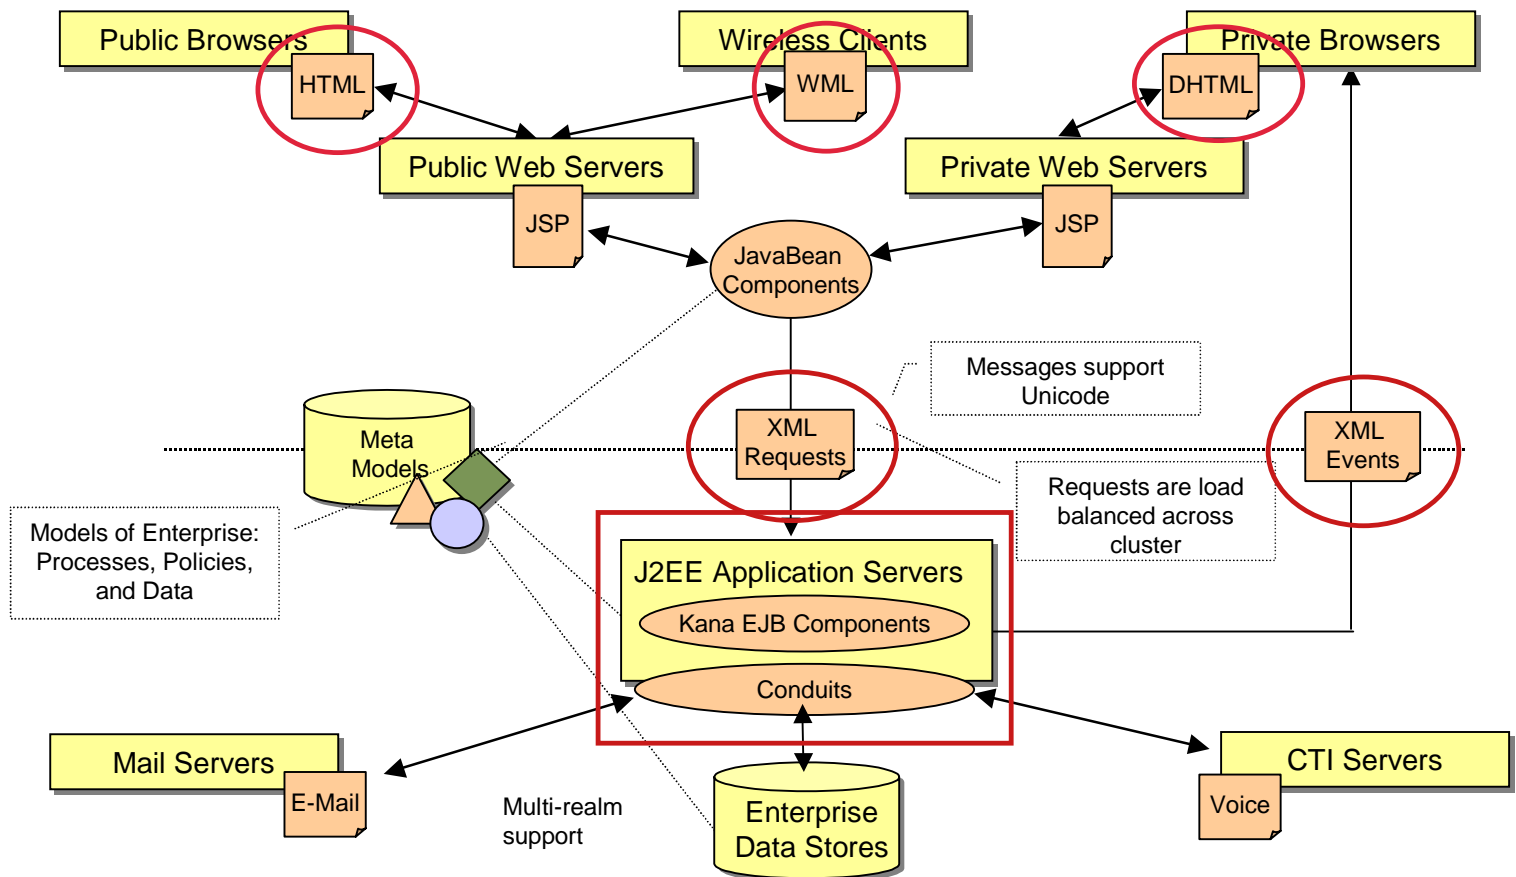 Public Browsers
Wireless Clients
Private Browsers
HTML
WML
DHTML
Public Web Servers
Private Web Servers
JSP
JSP
JavaBean
Components
Messages support
Unicode
Meta
Models
XML
Requests
XML
Events
Requests are load
balanced across
cluster
Models of Enterprise:
Processes, Policies,
and Data
J2EE Application Servers
Kana EJB Components
Conduits
Mail Servers
E-Mail
Multi-realm
support
Enterprise
Data Stores
CTI Servers
Voice